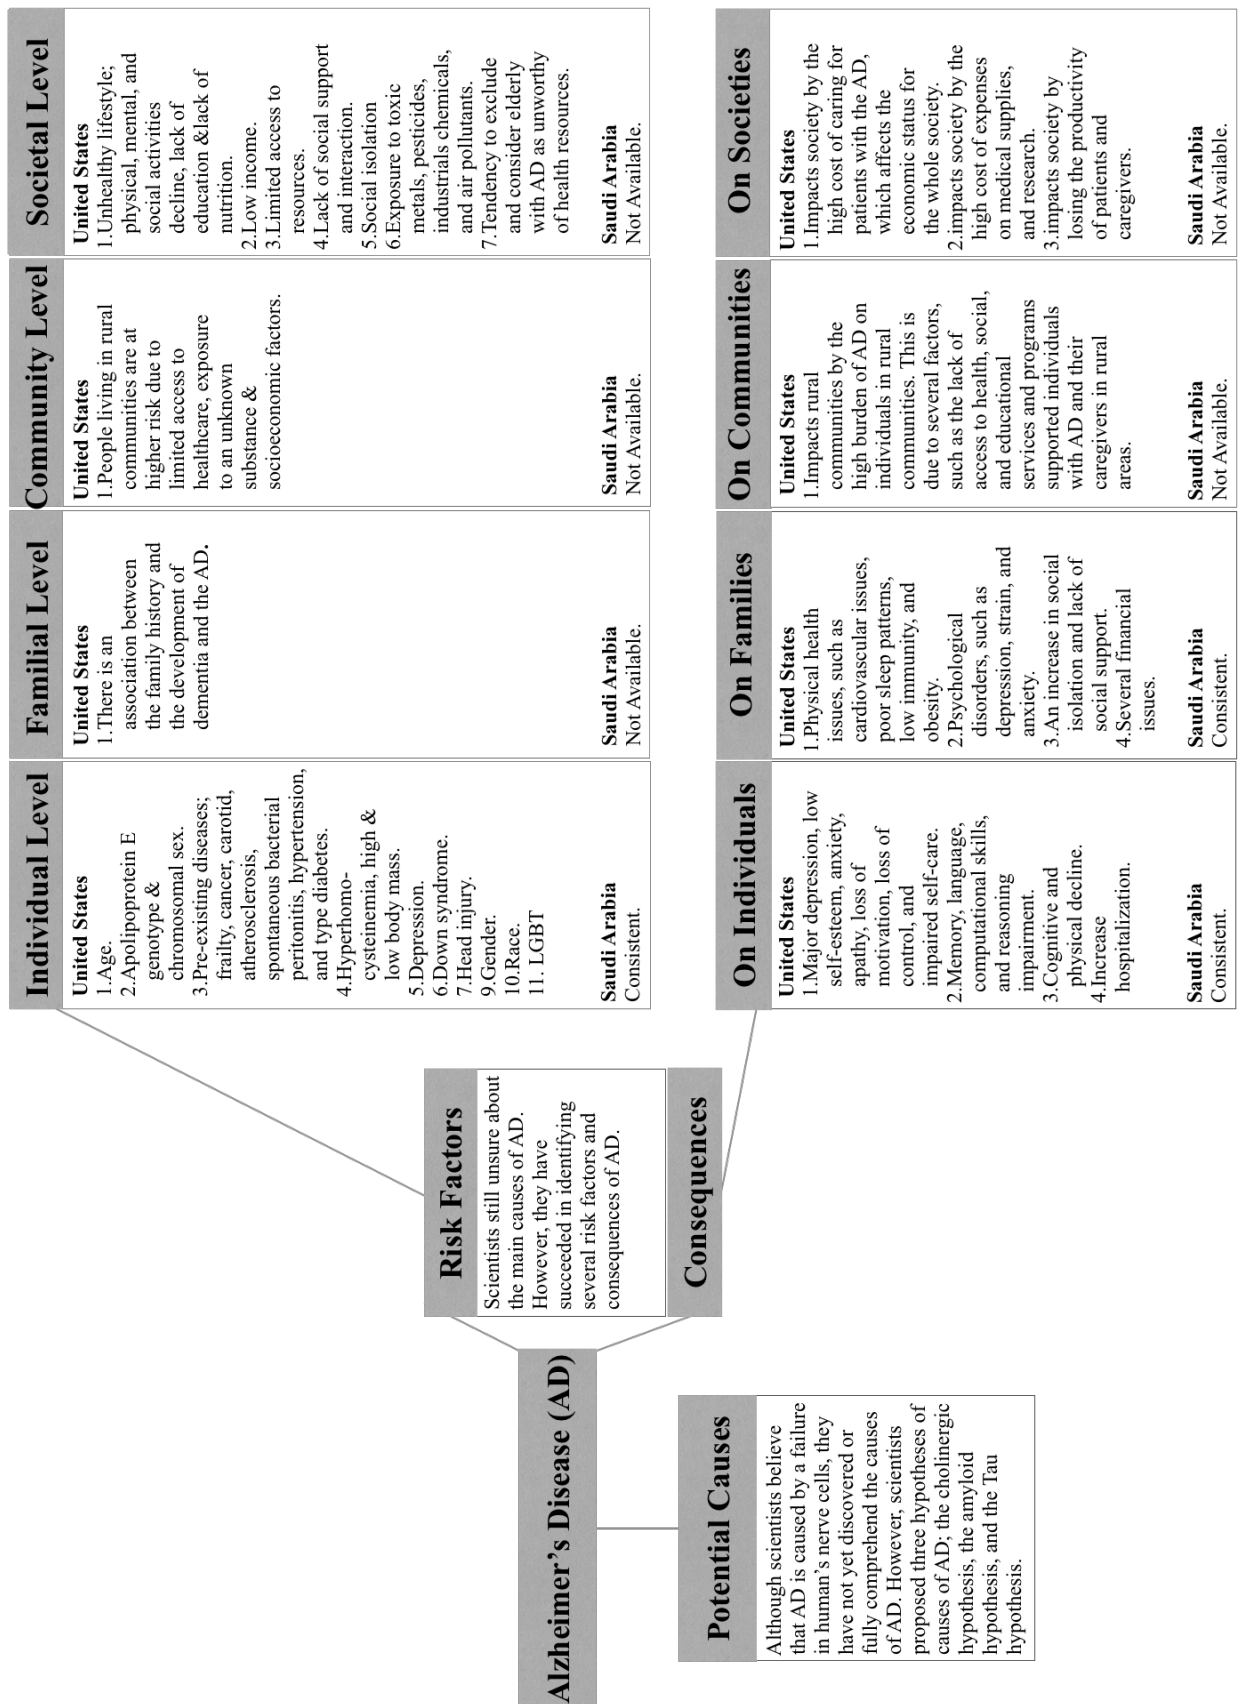 Alzheimer's Disease (AD)
Potential Causes
Although scientists believe
that AD is caused by a failure
in human's nerve cells, they
have not yet discovered or
fully comprehend the causes
of AD. However, scientists
proposed three hypotheses of
causes of AD; the cholinergic
hypothesis, the amyloid
hypothesis, and the Tau
hypothesis.
Risk Factors
Scientists still unsure about
the main causes of AD.
However, they have
succeeded in identifying
several risk factors and
consequences of AD.
Consequences
Individual Level
United States
1.Age.
2.Apolipoprotein E
genotype &
chromosomal sex.
3.Pre-existing diseases;
frailty, cancer, carotid,
atherosclerosis,
spontaneous bacterial
peritonitis, hypertension,
and type diabetes.
4.Hyperhomo-
cysteinemia, high &
low body mass.
5.Depression.
6.Down syndrome.
7.Head injury.
9.Gender.
10.Race.
11. LGBT
Saudi Arabia
Consistent.
Familial Level
United States
1.There is an
association between
the family history and
the development of
dementia and the AD.
Saudi Arabia
Not Available.
Community Level
United States
1.People living in rural
communities are at
higher risk due to
limited access to
healthcare, exposure
to an unknown
substance &
socioeconomic factors.
Saudi Arabia
Not Available.
Societal Level
United States
1.Unhealthy lifestyle;
physical, mental, and
social activities
decline, lack of
education &lack of
nutrition.
2.Low income.
3.Limited access to
resources.
4.Lack of social support
and interaction.
5.Social isolation
6.Exposure to toxic
metals, pesticides,
industrials chemicals,
and air pollutants.
7.Tendency to exclude
and consider elderly
with AD as unworthy
of health resources.
Saudi Arabia
Not Available.
On Individuals
United States
1.Major depression, low
self-esteem, anxiety,
apathy, loss of
motivation, loss of
control, and
impaired self-care.
2.Memory, language,
computational skills,
and reasoning
impairment.
3.Cognitive and
physical decline.
4.Increase
hospitalization.
Saudi Arabia
Consistent.
On Families
United States
1.Physical health
issues, such as
cardiovascular issues,
poor sleep patterns,
low immunity, and
obesity.
2.Psychological
disorders, such as
depression, strain, and
anxiety.
3.An increase in social
isolation and lack of
social support.
4.Several financial
issues.
Saudi Arabia
Consistent.
On Communities
United States
1.Impacts rural
communities by the
high burden of AD on
individuals in rural
communities. This is
due to several factors,
such as the lack of
access to health, social,
and educational
services and programs
supported individuals
with AD and their
caregivers in rural
areas.
Saudi Arabia
Not Available.
On Societies
United States
1.Impacts society by the
high cost of caring for
patients with the AD,
which affects the
economic status for
the whole society.
2.impacts society by the
high cost of expenses
on medical supplies,
and research.
3.impacts society by
losing the productivity
of patients and
caregivers.
Saudi Arabia
Not Available.